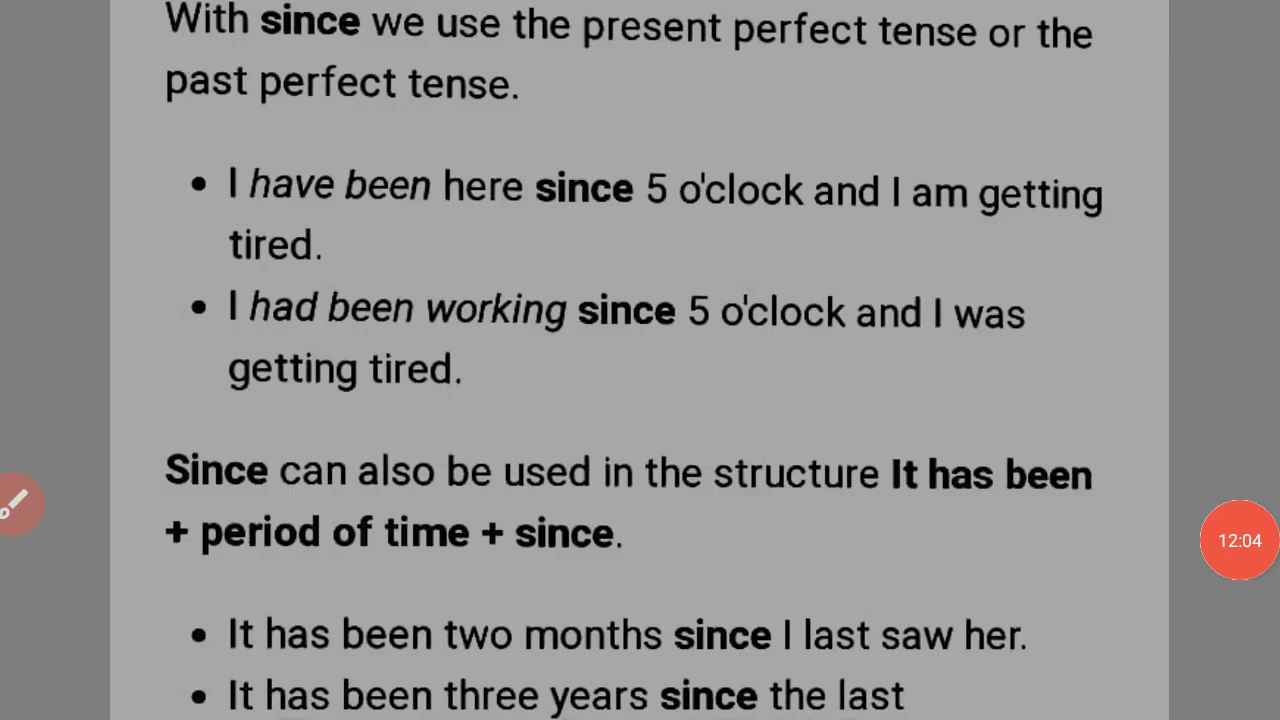 With since we use the present perfect tense or the
past perfect tense.
• I have been here since 5 o'clock and I am getting
tired.
• I had been working since 5 o'clock and I was
getting tired.
Since can also be used in the structure It has been
+ period of time + since.
• It has been two months since I last saw her.
• It has been three years since the last
12:04